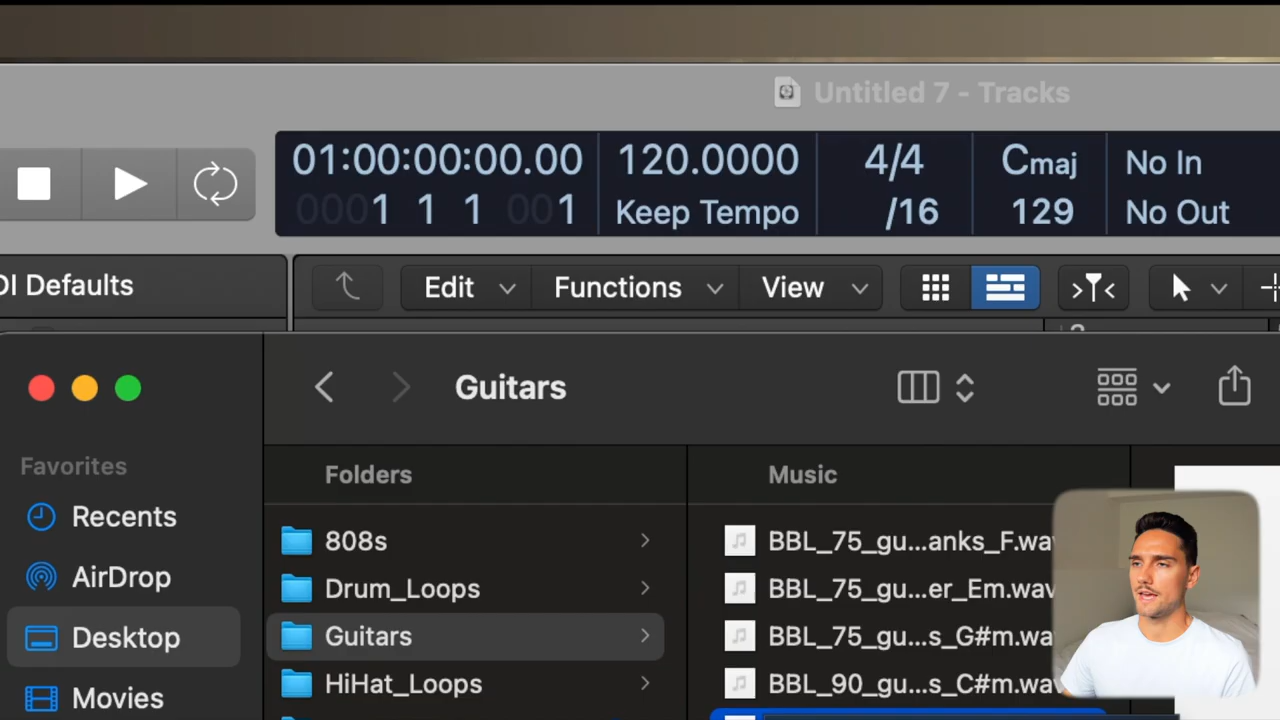 Untitled 7 - Tracks
01:00:00:00.00
120.0000
4/4
Cmaj
No In
0001 1 1 001
Keep Tempo
/16
129
No Out
DI Defaults
Edit
Functions
View
Guitars
Favorites
Folders
Music
Recents
808s
BBL_75_gu...anks_F.wav
AirDrop
Drum_Loops
BBL_75_gu...er_Em.wav
Desktop
Guitars
BBL_75_gu...s_G#m.wa
Movies
HiHat_Loops
BBL_90_gu...s_C#m.wav